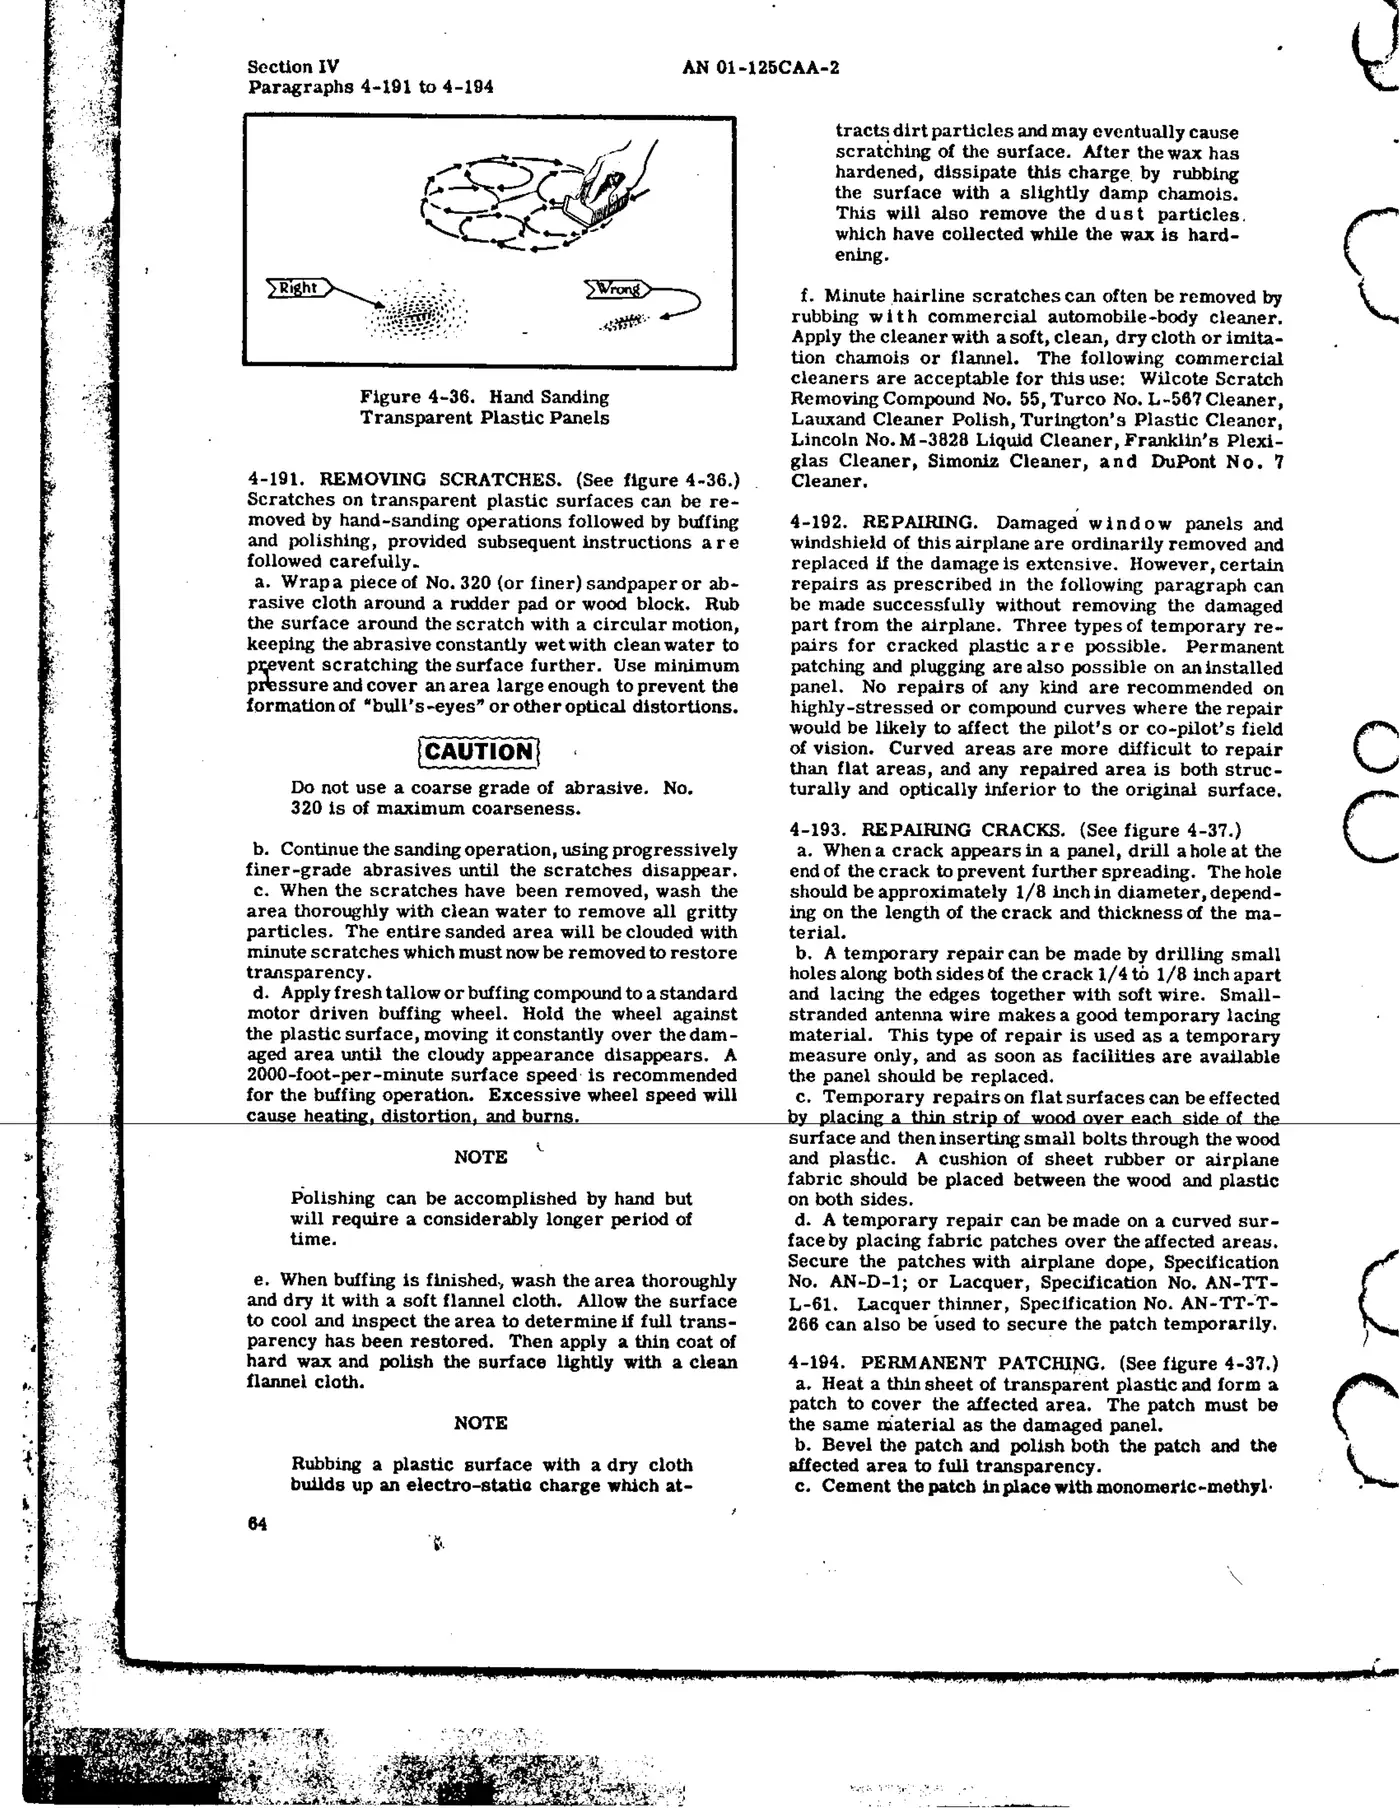 Section IV
Paragraphs 4-191 to 4-194
AN 01-125CAA-2
Right
Wrong
Figure 4-36. Hand Sanding
Transparent Plastic Panels
4-191. REMOVING SCRATCHES. (See figure 4-36.)
Scratches on transparent plastic surfaces can be re-
moved by hand-sanding operations followed by buffing
and polishing, provided subsequent instructions are
followed carefully.
a. Wrap a piece of No. 320 (or finer) sandpaper or ab-
rasive cloth around a rudder pad or wood block. Rub
the surface around the scratch with a circular motion,
keeping the abrasive constantly wet with clean water to
prevent scratching the surface further. Use minimum
pressure and cover an area large enough to prevent the
formation of "bull's-eyes" or other optical distortions.
CAUTION
Do not use a coarse grade of abrasive. No.
320 is of maximum coarseness.
b. Continue the sanding operation, using progressively
finer-grade abrasives until the scratches disappear.
c. When the scratches have been removed, wash the
area thoroughly with clean water to remove all gritty
particles. The entire sanded area will be clouded with
minute scratches which must now be removed to restore
transparency.
d. Apply fresh tallow or buffing compound to a standard
motor driven buffing wheel. Hold the wheel against
the plastic surface, moving it constantly over the dam-
aged area until the cloudy appearance disappears. A
2000-foot-per-minute surface speed is recommended
for the buffing operation. Excessive wheel speed will
cause heating, distortion, and burns.
NOTE
Polishing can be accomplished by hand but
will require a considerably longer period of
time.
e. When buffing is finished, wash the area thoroughly
and dry it with a soft flannel cloth. Allow the surface
to cool and inspect the area to determine if full trans-
parency has been restored. Then apply a thin coat of
hard wax and polish the surface lightly with a clean
flannel cloth.
NOTE
Rubbing a plastic surface with a dry cloth
builds up an electro-static charge which at-
64
tracts dirt particles and may eventually cause
scratching of the surface. After the wax has
hardened, dissipate this charge by rubbing
the surface with a slightly damp chamois.
This will also remove the dust particles
which have collected while the wax is hard-
ening.
f. Minute hairline scratches can often be removed by
rubbing with commercial automobile-body cleaner.
Apply the cleaner with a soft, clean, dry cloth or imita-
tion chamois or flannel. The following commercial
cleaners are acceptable for this use: Wilcote Scratch
Removing Compound No. 55, Turco No. L-567 Cleaner,
Lauxand Cleaner Polish, Turington's Plastic Cleaner,
Lincoln No. M-3828 Liquid Cleaner, Franklin's Plexi-
glas Cleaner, Simoniz Cleaner, and DuPont No. 7
Cleaner.
4-192. REPAIRING. Damaged window panels and
windshield of this airplane are ordinarily removed and
replaced if the damage is extensive. However, certain
repairs as prescribed in the following paragraph can
be made successfully without removing the damaged
part from the airplane. Three types of temporary re-
pairs for cracked plastic are possible. Permanent
patching and plugging are also possible on an installed
panel. No repairs of any kind are recommended on
highly-stressed or compound curves where the repair
would be likely to affect the pilot's or co-pilot's field
of vision. Curved areas are more difficult to repair
than flat areas, and any repaired area is both struc-
turally and optically inferior to the original surface.
4-193. REPAIRING CRACKS. (See figure 4-37.)
a. When a crack appears in a panel, drill a hole at the
end of the crack to prevent further spreading. The hole
should be approximately 1/8 inch in diameter, depend-
ing on the length of the crack and thickness of the ma-
terial.
b. A temporary repair can be made by drilling small
holes along both sides of the crack 1/4 to 1/8 inch apart
and lacing the edges together with soft wire. Small-
stranded antenna wire makes a good temporary lacing
material. This type of repair is used as a temporary
measure only, and as soon as facilities are available
the panel should be replaced.
c. Temporary repairs on flat surfaces can be effected
by placing a thin strip of wood over each side of the
surface and then inserting small bolts through the wood
and plastic. A cushion of sheet rubber or airplane
fabric should be placed between the wood and plastic
on both sides.
d. A temporary repair can be made on a curved sur-
face by placing fabric patches over the affected areas.
Secure the patches with airplane dope, Specification
No. AN-D-1; or Lacquer, Specification No. AN-TT-
L-61. Lacquer thinner, Specification No. AN-TT-T-
266 can also be used to secure the patch temporarily.
4-194. PERMANENT PATCHING. (See figure 4-37.)
a. Heat a thin sheet of transparent plastic and form a
patch to cover the affected area. The patch must be
the same material as the damaged panel.
b. Bevel the patch and polish both the patch and the
affected area to full transparency.
c. Cement the patch in place with monomeric-methyl-